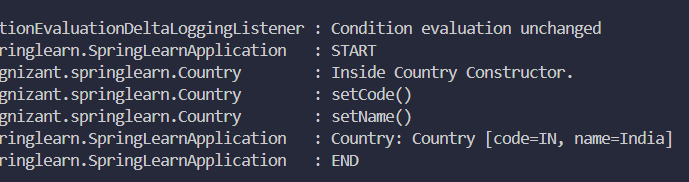 tionEvaluationDeltaLoggingListener : Condition evaluation unchanged
ringlearn.SpringLearnApplication : START
gnizant.springlearn.Country : Inside Country Constructor.
gnizant.springlearn.Country : setCode()
gnizant.springlearn.Country : setName()
ringlearn.SpringLearnApplication : Country: Country [code=IN, name=India]
ringlearn.SpringLearnApplication : END